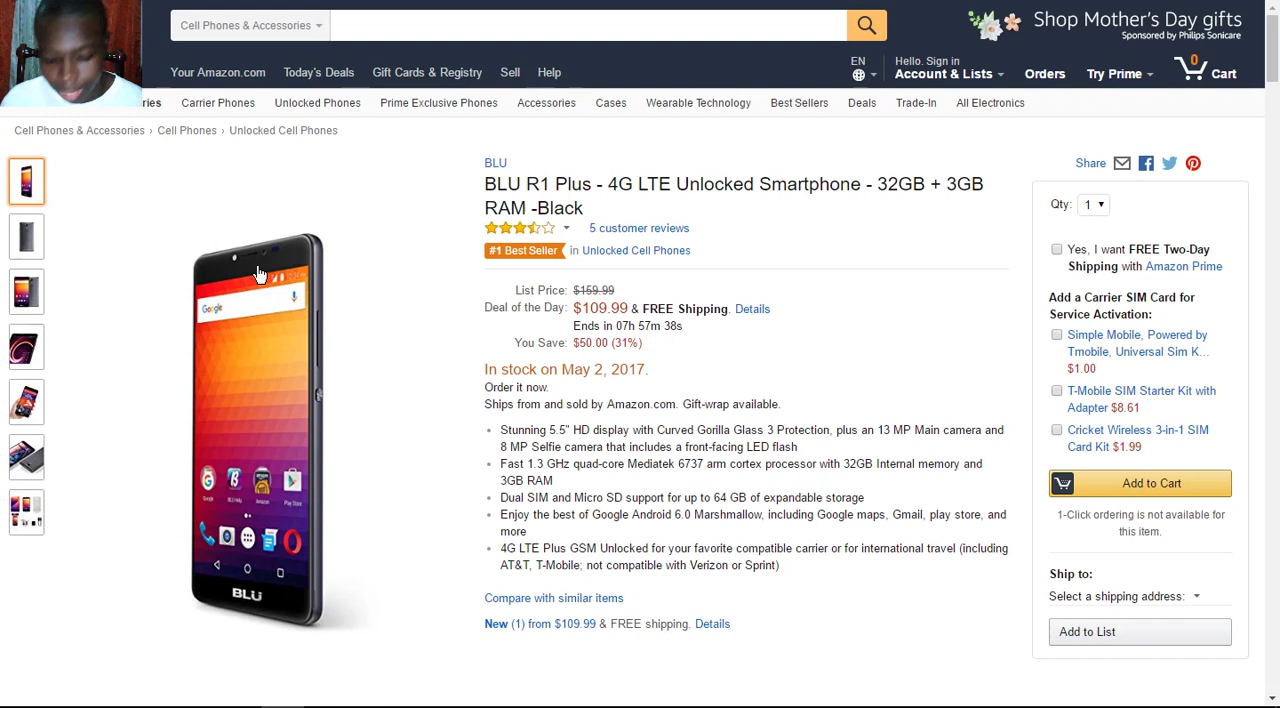 Cell Phones & Accessories
Shop Mother's Day gifts
Sponsored by Philips Sonicare
Your Amazon.com Today's Deals Gift Cards & Registry Sell Help
EN
Hello. Sign in
Account & Lists
Orders
Try Prime
0
Cart
ries Carrier Phones Unlocked Phones Prime Exclusive Phones Accessories Cases Wearable Technology Best Sellers Deals Trade-In All Electronics
Cell Phones & Accessories › Cell Phones › Unlocked Cell Phones
Google
BLU
BLU
BLU R1 Plus - 4G LTE Unlocked Smartphone - 32GB + 3GB
RAM -Black
5 customer reviews
#1 Best Seller in Unlocked Cell Phones
List Price: $159.99
Deal of the Day: $109.99 & FREE Shipping. Details
Ends in 07h 57m 38s
You Save: $50.00 (31%)
In stock on May 2, 2017.
Order it now.
Ships from and sold by Amazon.com. Gift-wrap available.
• Stunning 5.5" HD display with Curved Gorilla Glass 3 Protection, plus an 13 MP Main camera and
8 MP Selfie camera that includes a front-facing LED flash
• Fast 1.3 GHz quad-core Mediatek 6737 arm cortex processor with 32GB Internal memory and
3GB RAM
• Dual SIM and Micro SD support for up to 64 GB of expandable storage
• Enjoy the best of Google Android 6.0 Marshmallow, including Google maps, Gmail, play store, and
more
• 4G LTE Plus GSM Unlocked for your favorite compatible carrier or for international travel (including
AT&T, T-Mobile; not compatible with Verizon or Sprint)
Compare with similar items
New (1) from $109.99 & FREE shipping. Details
Share
Qty: 1
Yes, I want FREE Two-Day
Shipping with Amazon Prime
Add a Carrier SIM Card for
Service Activation:
Simple Mobile, Powered by
Tmobile, Universal Sim K...
$1.00
T-Mobile SIM Starter Kit with
Adapter $8.61
Cricket Wireless 3-in-1 SIM
Card Kit $1.99
Add to Cart
1-Click ordering is not available for
this item.
Ship to:
Select a shipping address:
Add to List